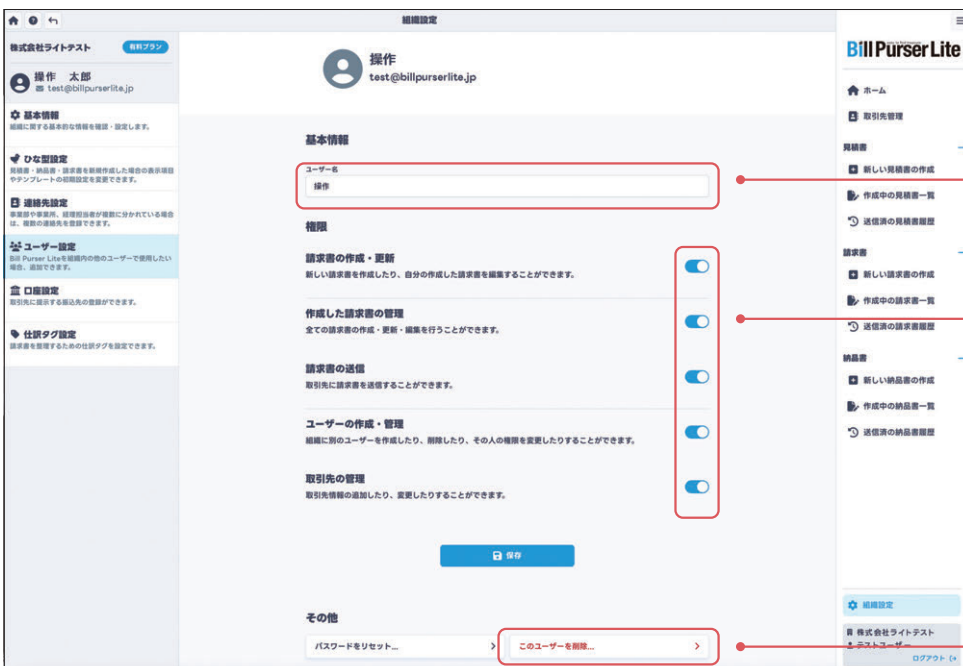 組織設定
株式会社ライトテスト
有料プラン
操作 太郎
test@billpurserlite.jp
基本情報
組織に関する基本的な情報を確認・設定します。
ひな型設定
見積書・納品書・請求書を新規作成した場合の表示項目
やテンプレートの初期設定を変更できます。
連絡先設定
事業部や事業所、経理担当者が複数に分かれている場合
は、複数の連絡先を登録できます。
ユーザー設定
Bill Purser Liteを組織内の他のユーザーで使用したい
場合、追加できます。
口座設定
取引先に提示する振込先の登録ができます。
仕訳タグ設定
請求書を整理するための仕訳タグを設定できます。
操作
test@billpurserlite.jp
基本情報
ユーザー名
操作
権限
請求書の作成・更新
新しい請求書を作成したり、自分の作成した請求書を編集することができます。
作成した請求書の管理
全ての請求書の作成・更新・編集を行うことができます。
請求書の送信
取引先に請求書を送信することができます。
ユーザーの作成・管理
組織に別のユーザーを作成したり、削除したり、その人の権限を変更したりすることができます。
取引先の管理
取引先情報の追加したり、変更したりすることができます。
保存
その他
パスワードをリセット...
このユーザーを削除...
Bill Purser Lite
ホーム
取引先管理
見積書
新しい見積書の作成
作成中の見積書一覧
送信済の見積書履歴
請求書
新しい請求書の作成
作成中の請求書一覧
送信済の請求書履歴
納品書
新しい納品書の作成
作成中の納品書一覧
送信済の納品書履歴
組織設定
株式会社ライトテスト
テストユーザー
ログアウト